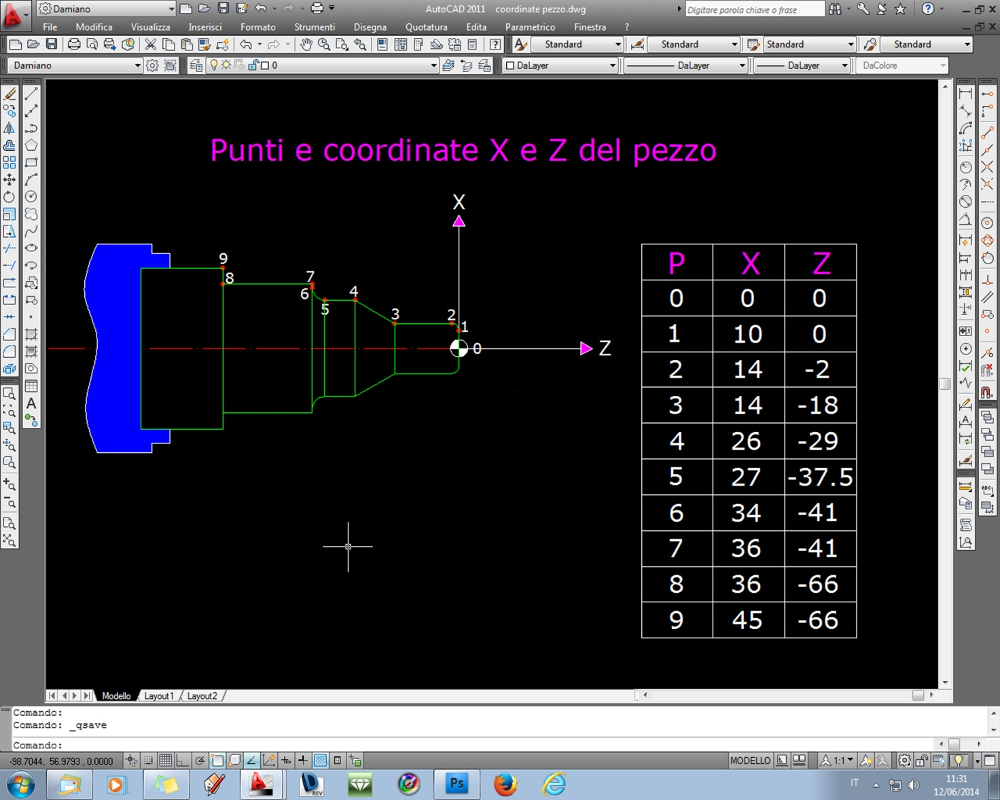 Damiano
AutoCAD 2011 coordinate pezzo.dwg
Digitare parola chiave o frase
File Modifica Visualizza Inserisci Formato Strumenti Disegna Quotatura Edita Parametrico Finestra ?
Standard Standard Standard Standard
Damiano 0 DaLayer DaLayer DaLayer DaColore
Punti e coordinate X e Z del pezzo
X
9
8
7
6
5
4
3
2
1
0
Z
P X Z
0 0 0
1 10 0
2 14 -2
3 14 -18
4 26 -29
5 27 -37.5
6 34 -41
7 36 -41
8 36 -66
9 45 -66
Modello Layout1 Layout2
Comando:
Comando: _qsave
Comando:
-98.7044, 56.9793 , 0.0000
MODELLO 1:1
REV
Ps
IT
11:31
12/06/2014